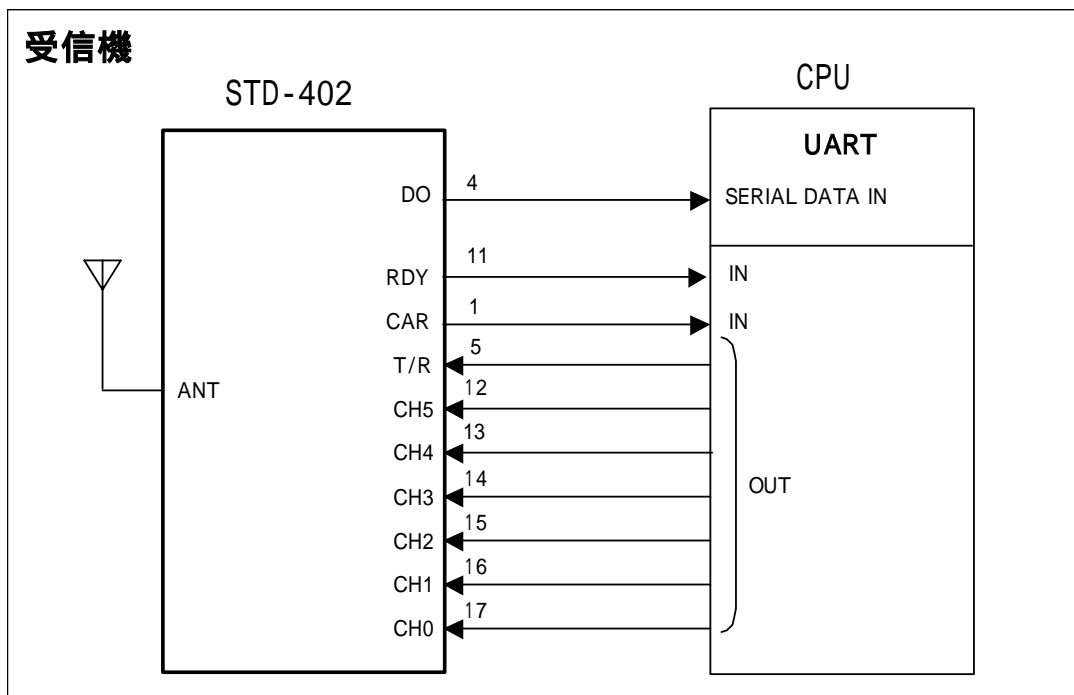 受信機
STD-402
CPU
UART
DO
4
SERIAL DATA IN
RDY
11
IN
CAR
1
IN
T/R
5
ANT
CH5
12
CH4
13
CH3
14
OUT
CH2
15
CH1
16
CH0
17